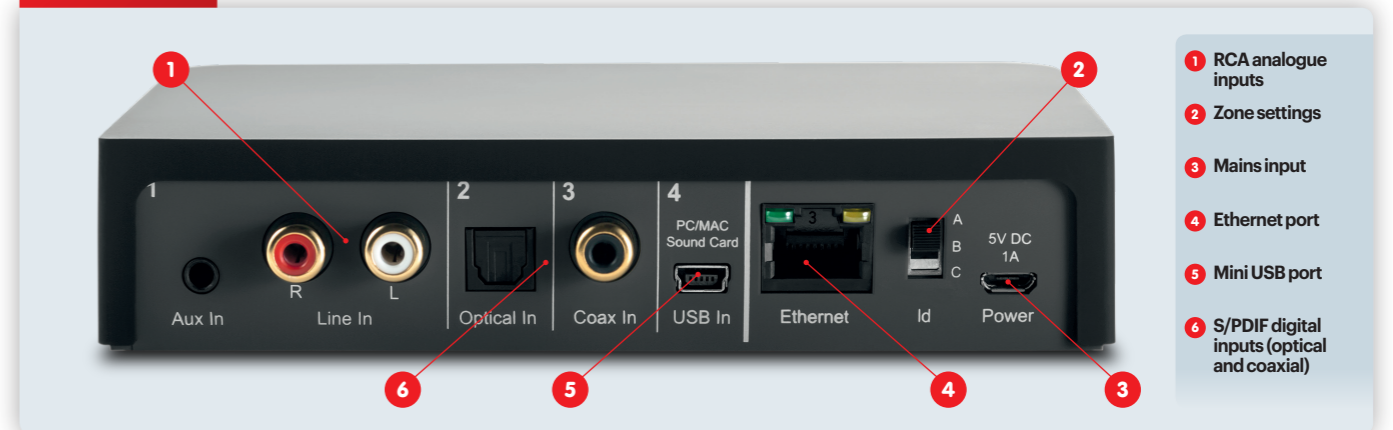 1
2
1 RCA analogue
inputs
2 Zone settings
3 Mains input
4 Ethernet port
5 Mini USB port
6 S/PDIF digital
inputs (optical
and coaxial)
1
R
L
Aux In
Line In
2
Optical In
3
Coax In
4
PC/MAC
Sound Card
USB In
3
Ethernet
A
B
C
Id
5V DC
1A
Power
6
5
4
3